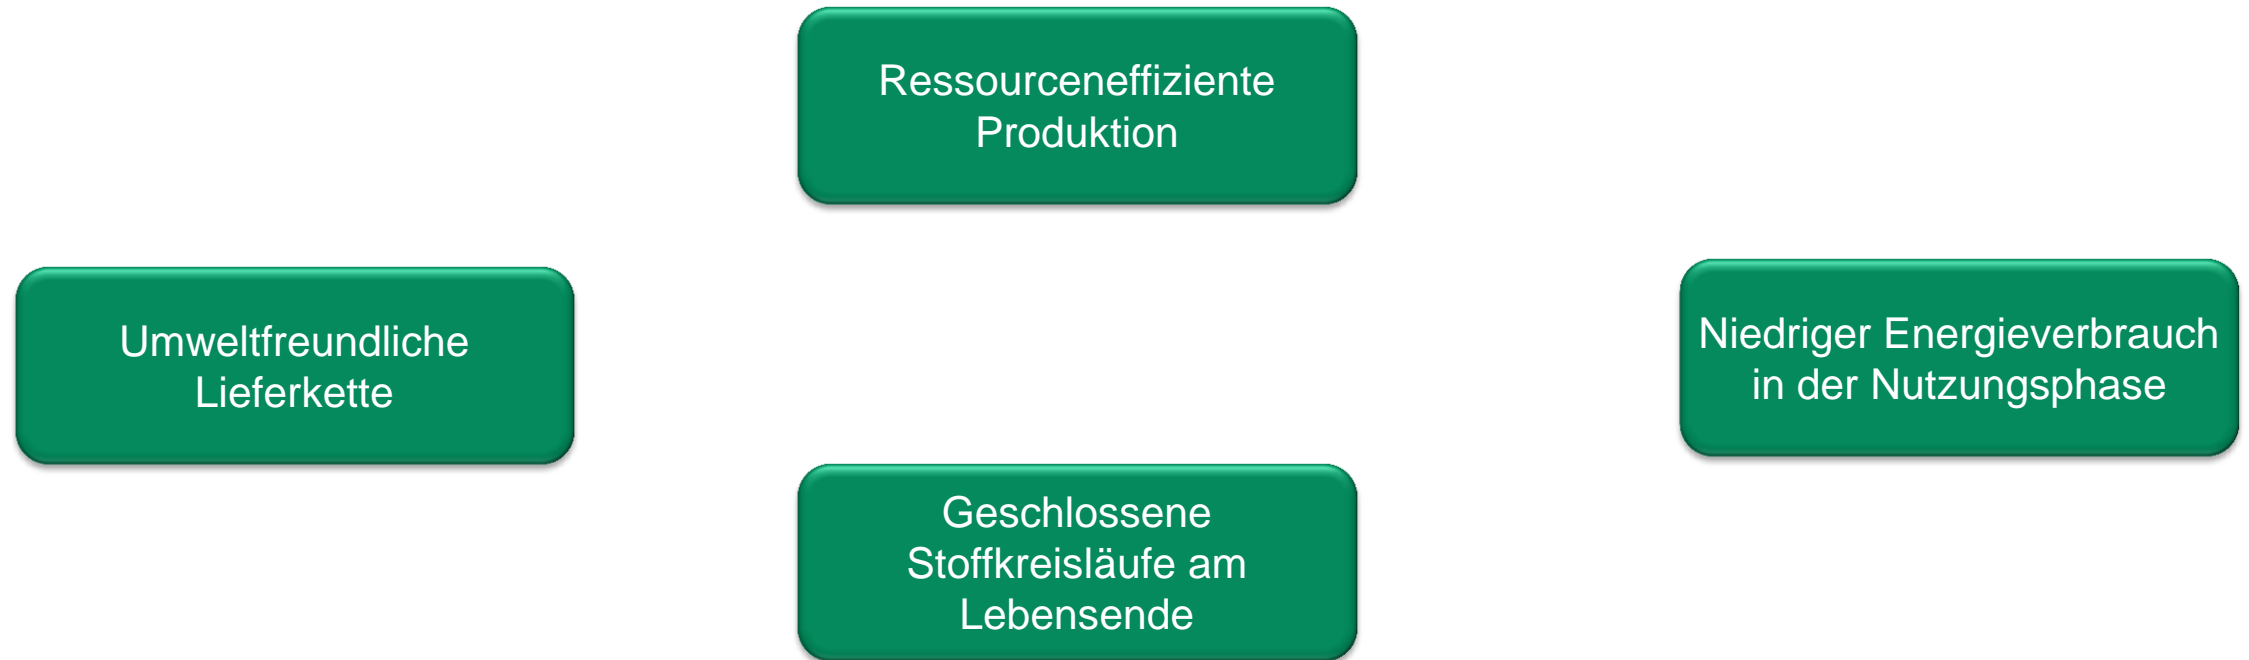 Ressourceneffiziente
Produktion
Umweltfreundliche
Lieferkette
Niedriger Energieverbrauch
in der Nutzungsphase
Geschlossene
Stoffkreisläufe am
Lebensende